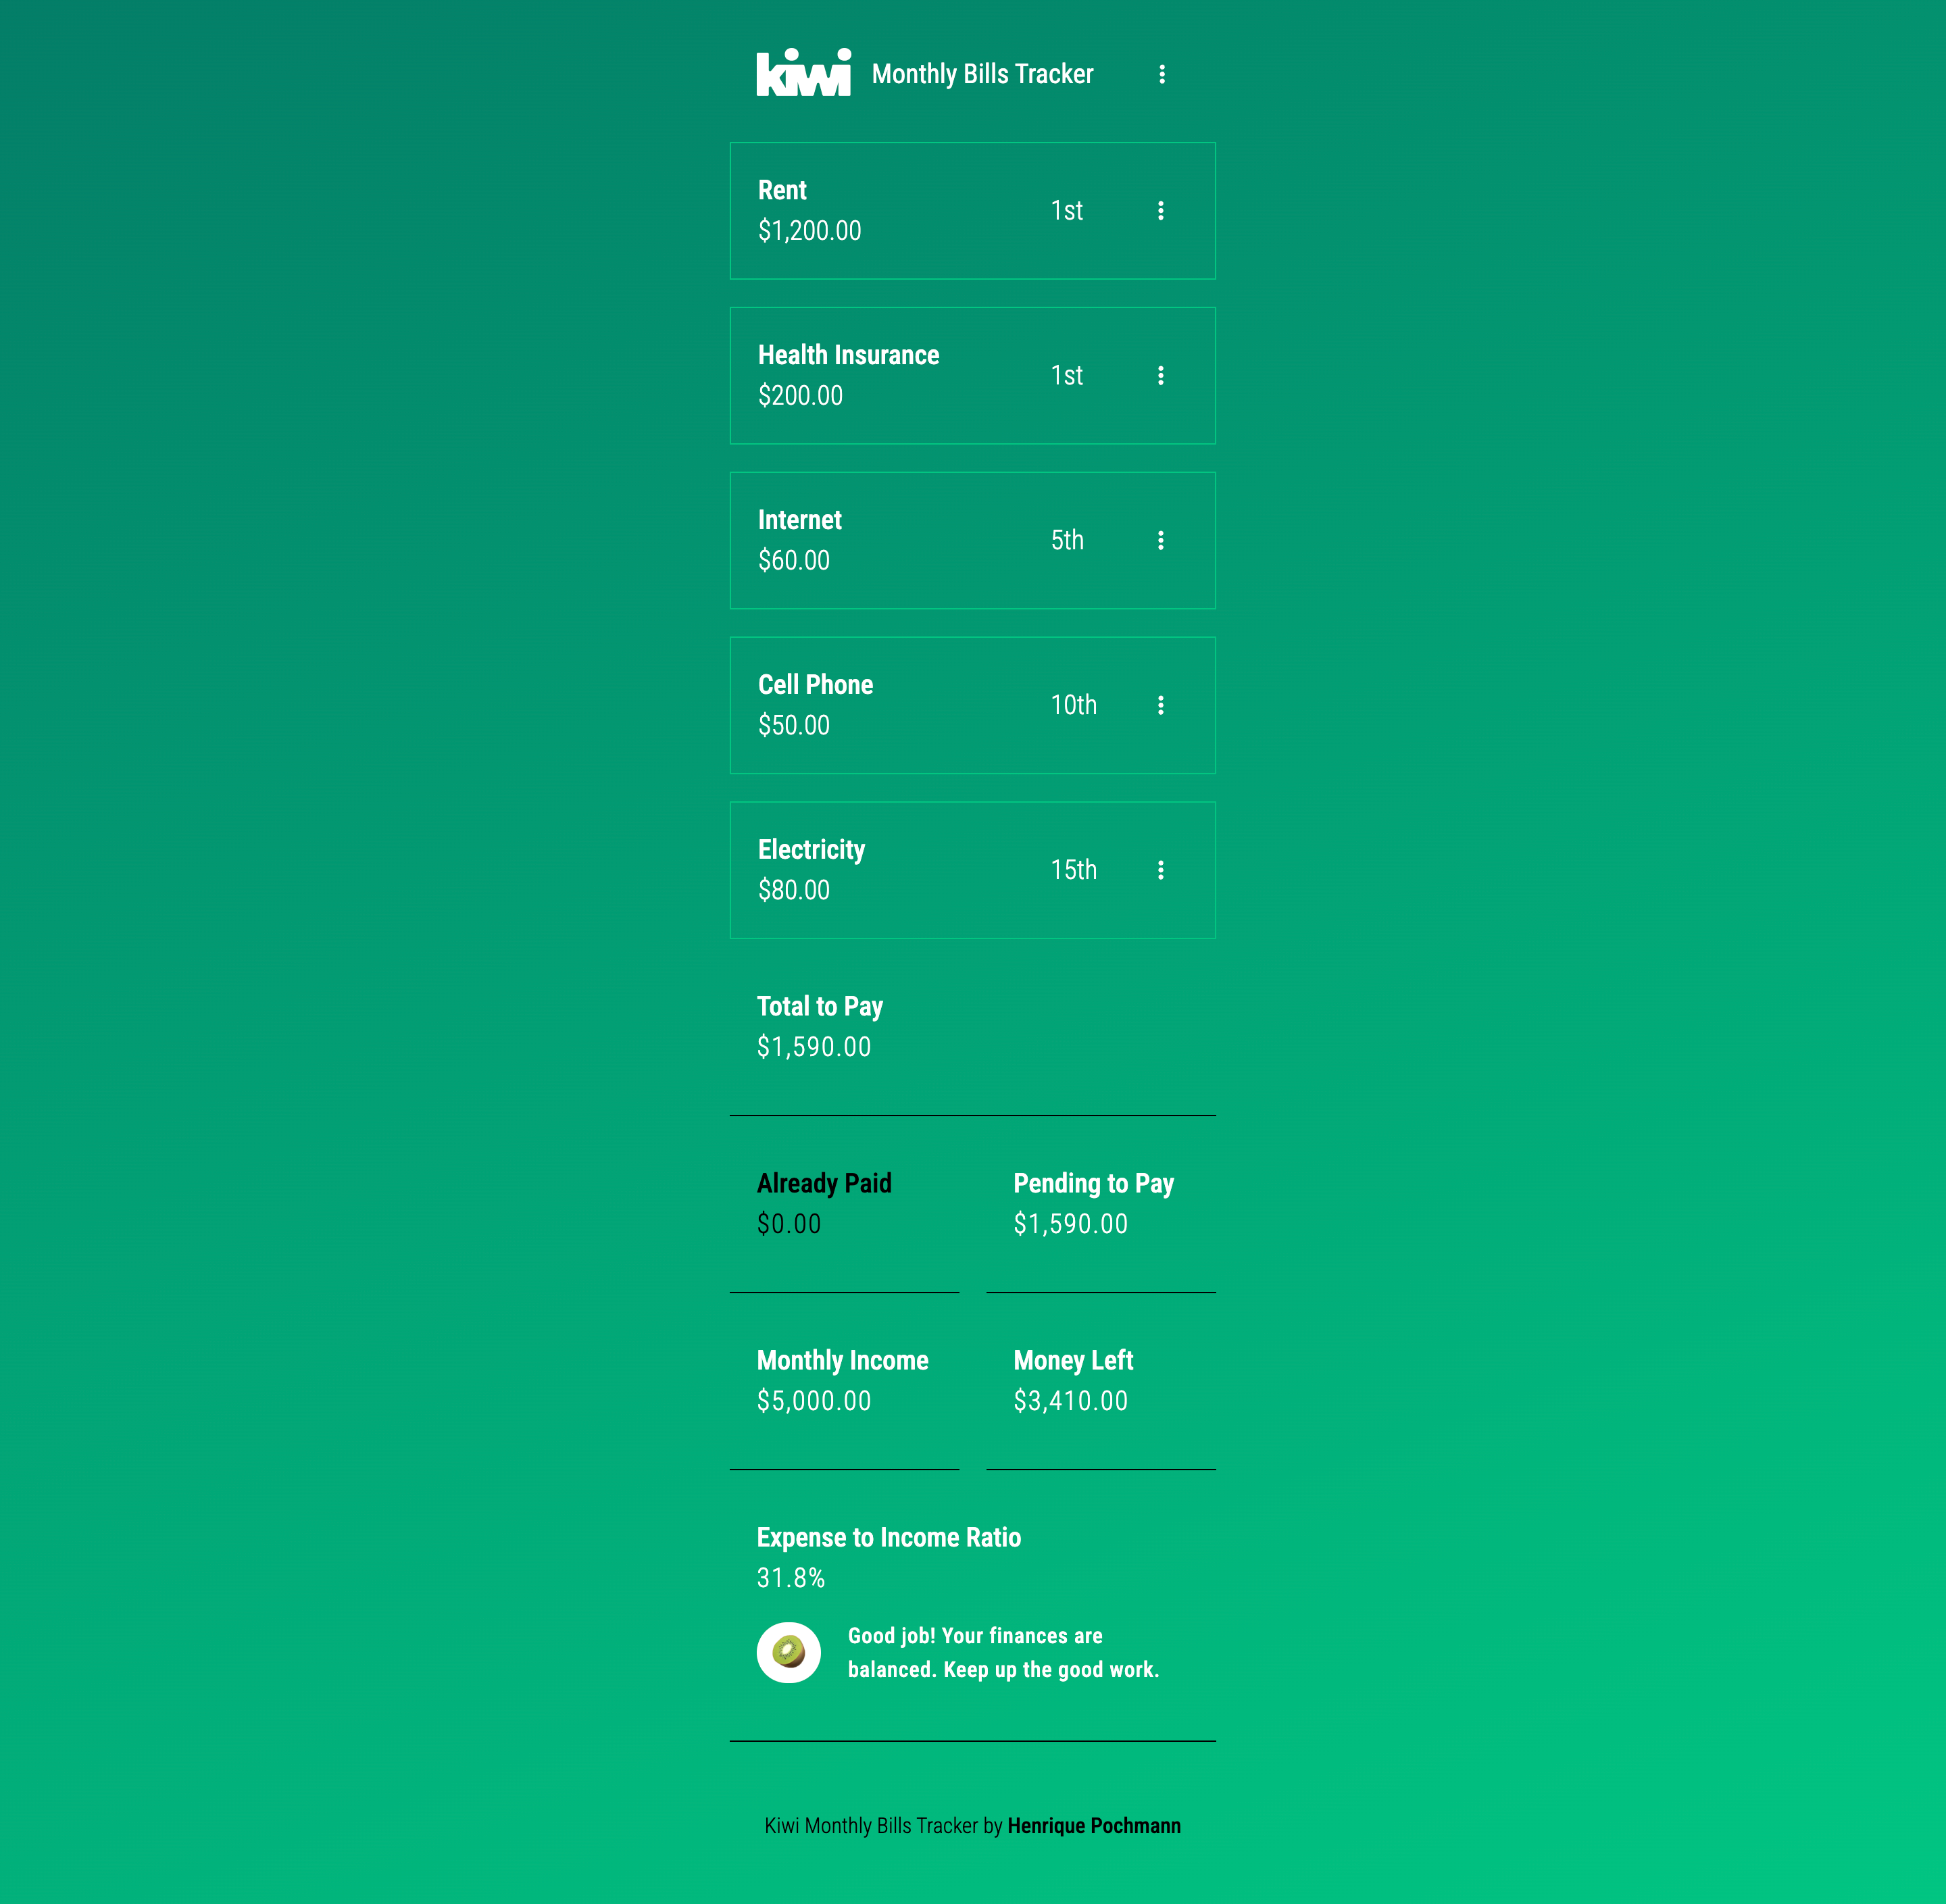 kiwi Monthly Bills Tracker
Rent
$1,200.00
1st
Health Insurance
$200.00
1st
Internet
$60.00
5th
Cell Phone
$50.00
10th
Electricity
$80.00
15th
Total to Pay
$1,590.00
Already Paid
$0.00
Pending to Pay
$1,590.00
Monthly Income
$5,000.00
Money Left
$3,410.00
Expense to Income Ratio
31.8%
Good job! Your finances are
balanced. Keep up the good work.
Kiwi Monthly Bills Tracker by Henrique Pochmann